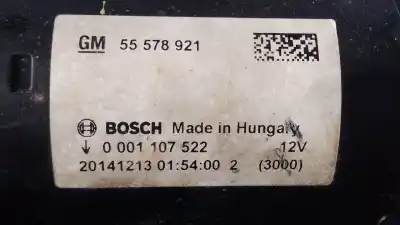 GM 55 578 921
BOSCH Made in Hungary
↓ 0 001 107 522 12V
20141213 01:54:00 2 (3000)